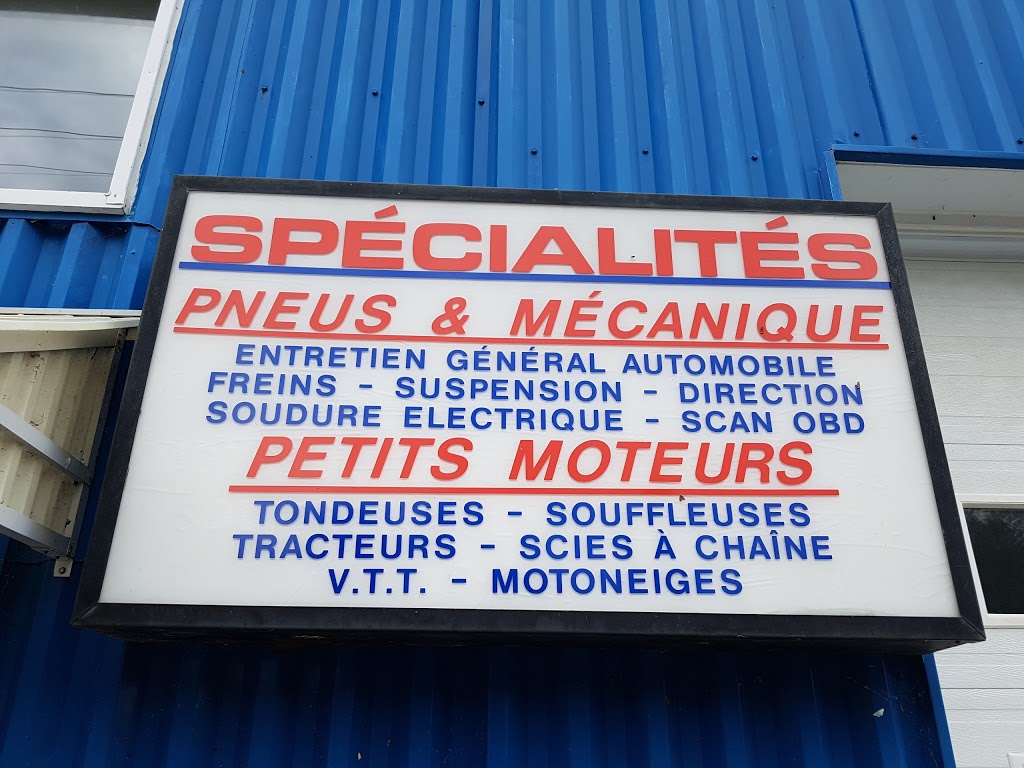 SPÉCIALITÉS
PNEUS & MÉCANIQUE
ENTRETIEN GÉNÉRAL AUTOMOBILE
FREINS - SUSPENSION - DIRECTION
SOUDURE ELECTRIQUE - SCAN OBD
PETITS MOTEURS
TONDEUSES - SOUFFLEUSES
TRACTEURS - SCIES À CHAÎNE
V.T.T. - MOTONEIGES